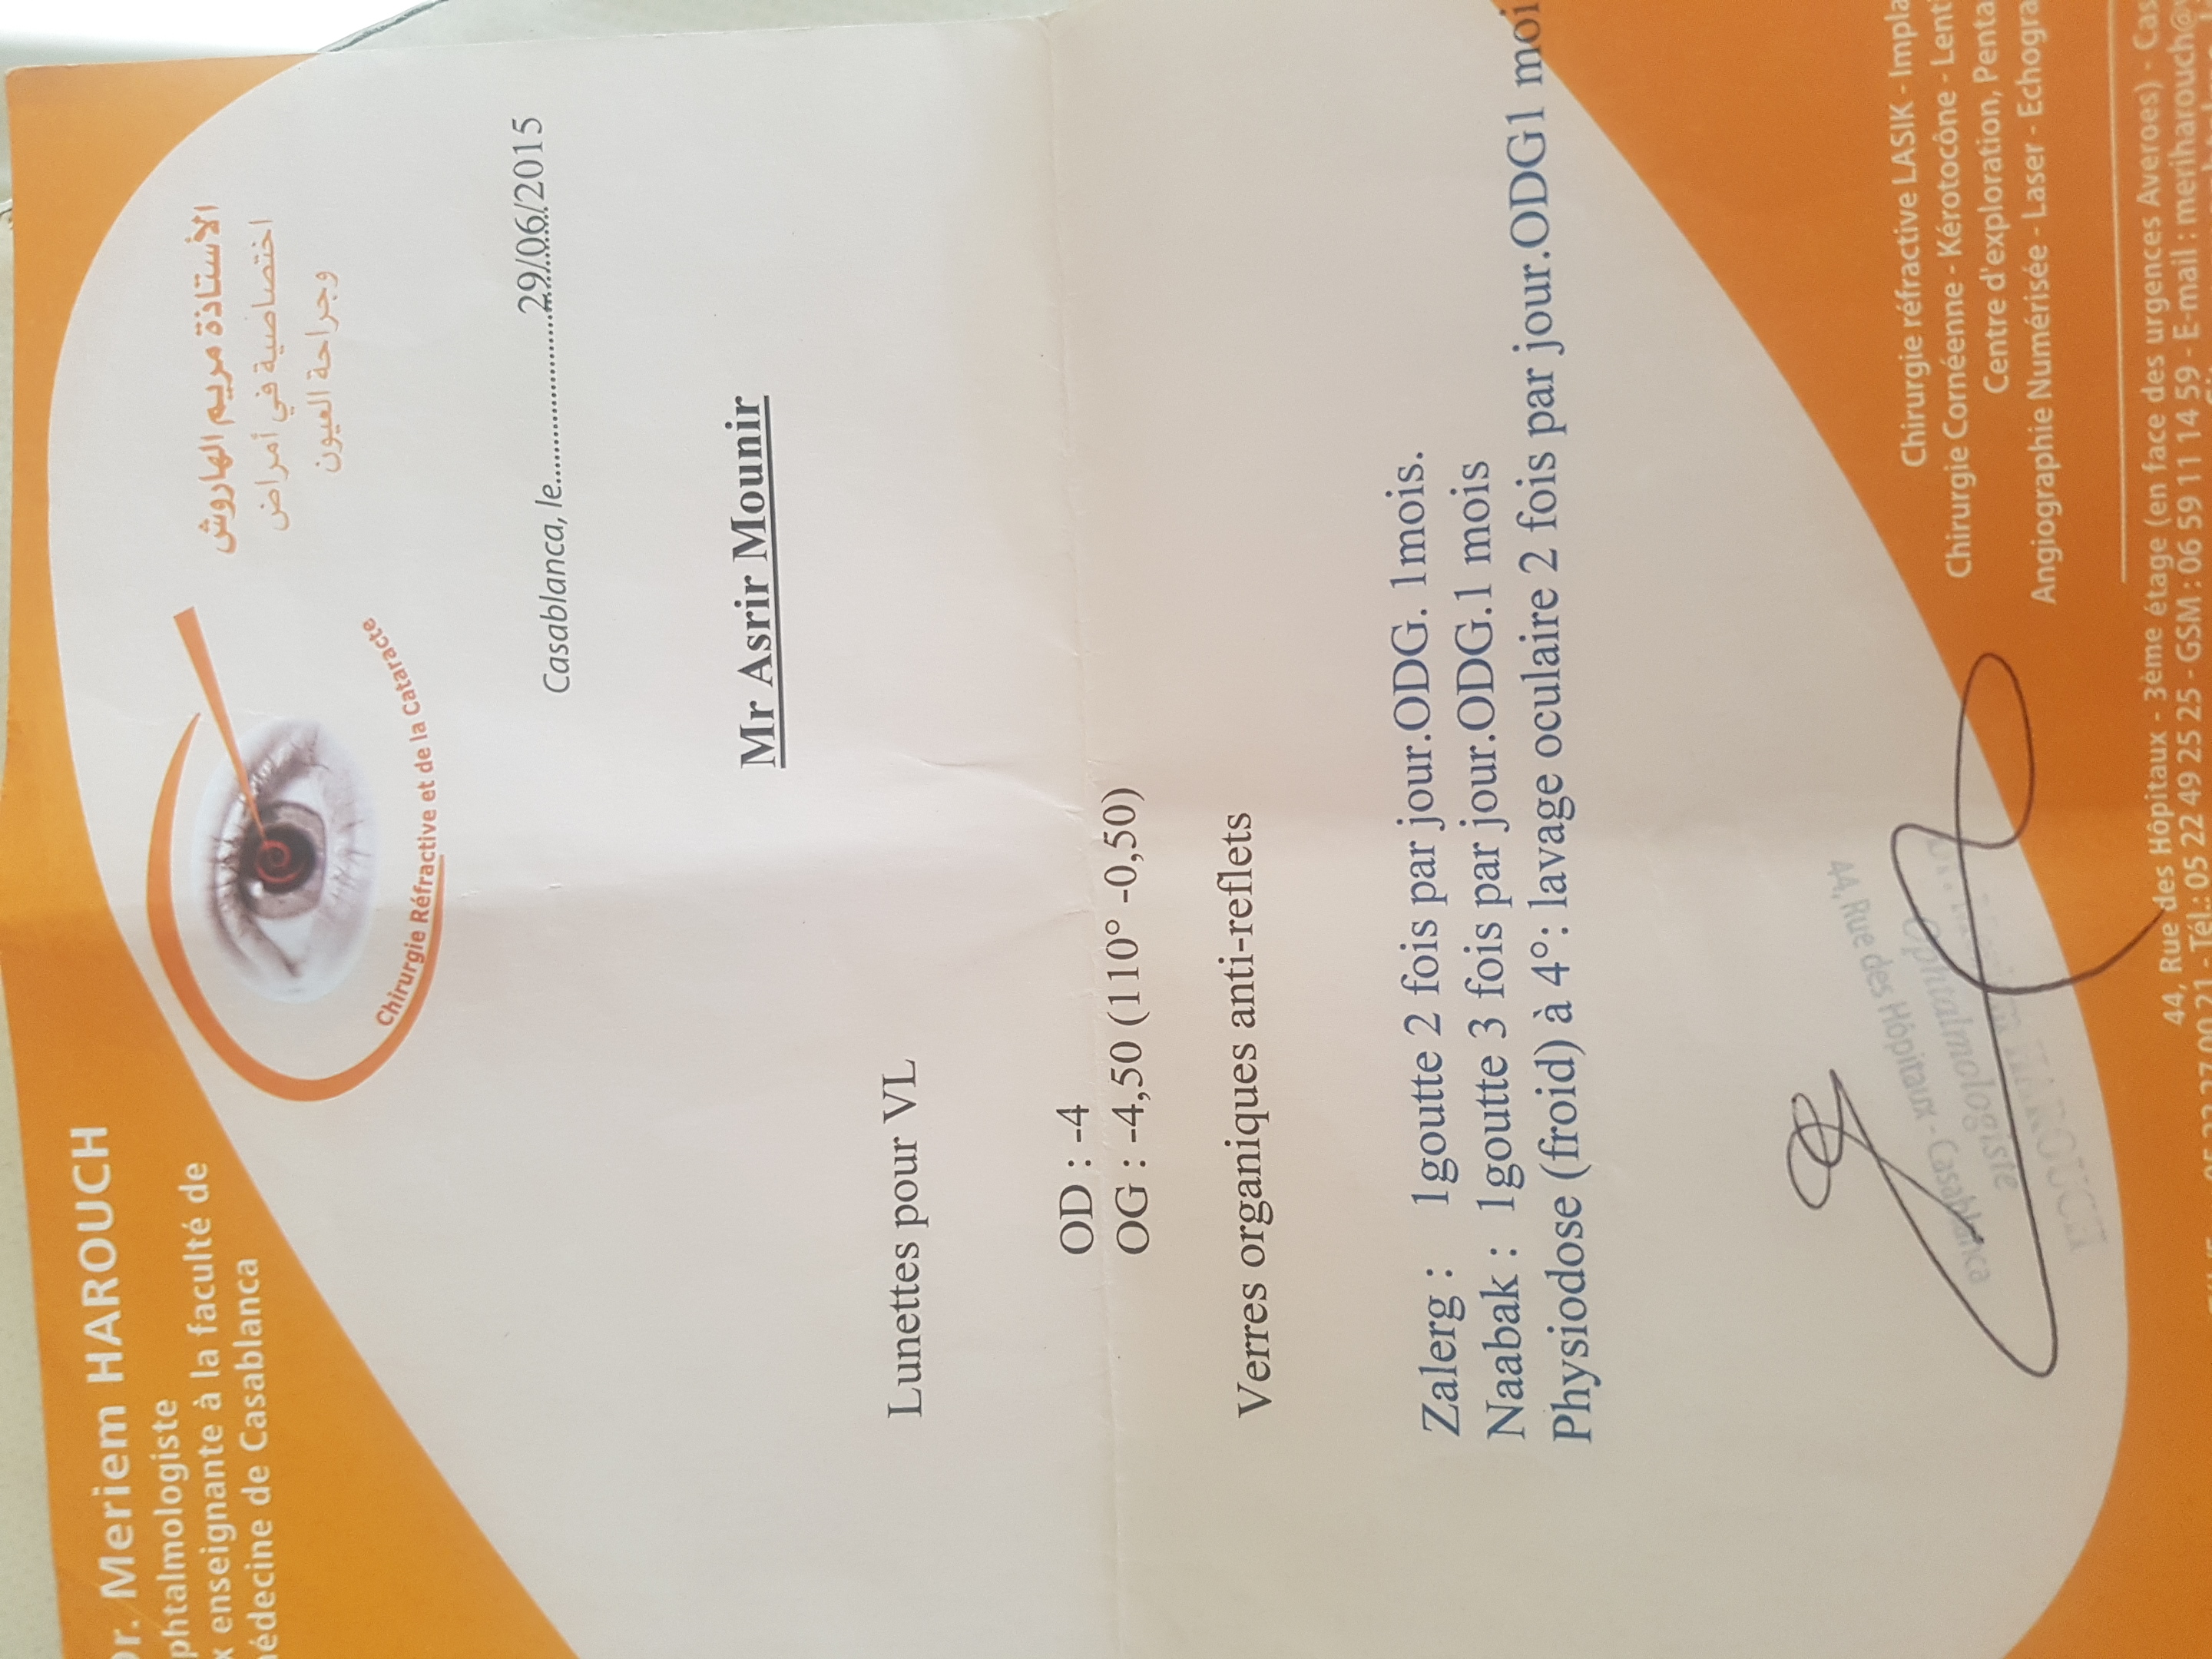 Dr. Meriem HAROUCH
phtalmologiste
x enseignante à la faculté de
médecine de Casablanca
الأستاذة مريم الهاروش
اختصاصية في أمراض
وجراحة العيون
Chirurgie Réfractive et de la Cataracte
Casablanca, le....................29/06/2015
Mr Asrir Mounir
Lunettes pour VL
OD : -4
OG : -4,50 (110° -0,50)
Verres organiques anti-reflets
Zalerg : 1goutte 2 fois par jour.ODG. 1mois.
Naabak : 1goutte 3 fois par jour.ODG.1 mois
Physiodose (froid) à 4°: lavage oculaire 2 fois par jour.ODG1 moi
44, Rue des Hôpitaux - Casablanca
Ophtalmologiste
HAROUCH
Chirurgie réfractive LASIK - Impla
Chirurgie Cornéenne - Kérotocône - Lent
Centre d'exploration, Penta
Angiographie Numérisée - Laser - Echogra
44, Rue des Hôpitaux - 3ème étage (en face des urgences Averoes) - Cas
21 - Tél.: 05 22 49 25 25 - GSM : 06 59 11 14 59 - E-mail : meriharouch@